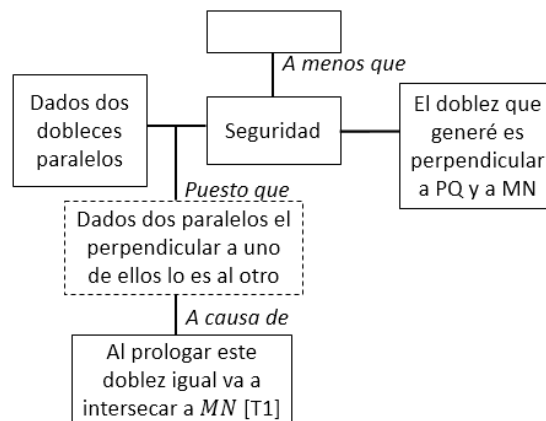 A menos que
Dados dos
dobleces
paralelos
Seguridad
El doblez que
generé es
perpendicular
a PQ y a MN
Puesto que
Dados dos paralelos el
perpendicular a uno
de ellos lo es al otro
A causa de
Al prologar este
doblez igual va a
intersecar a MN [T1]